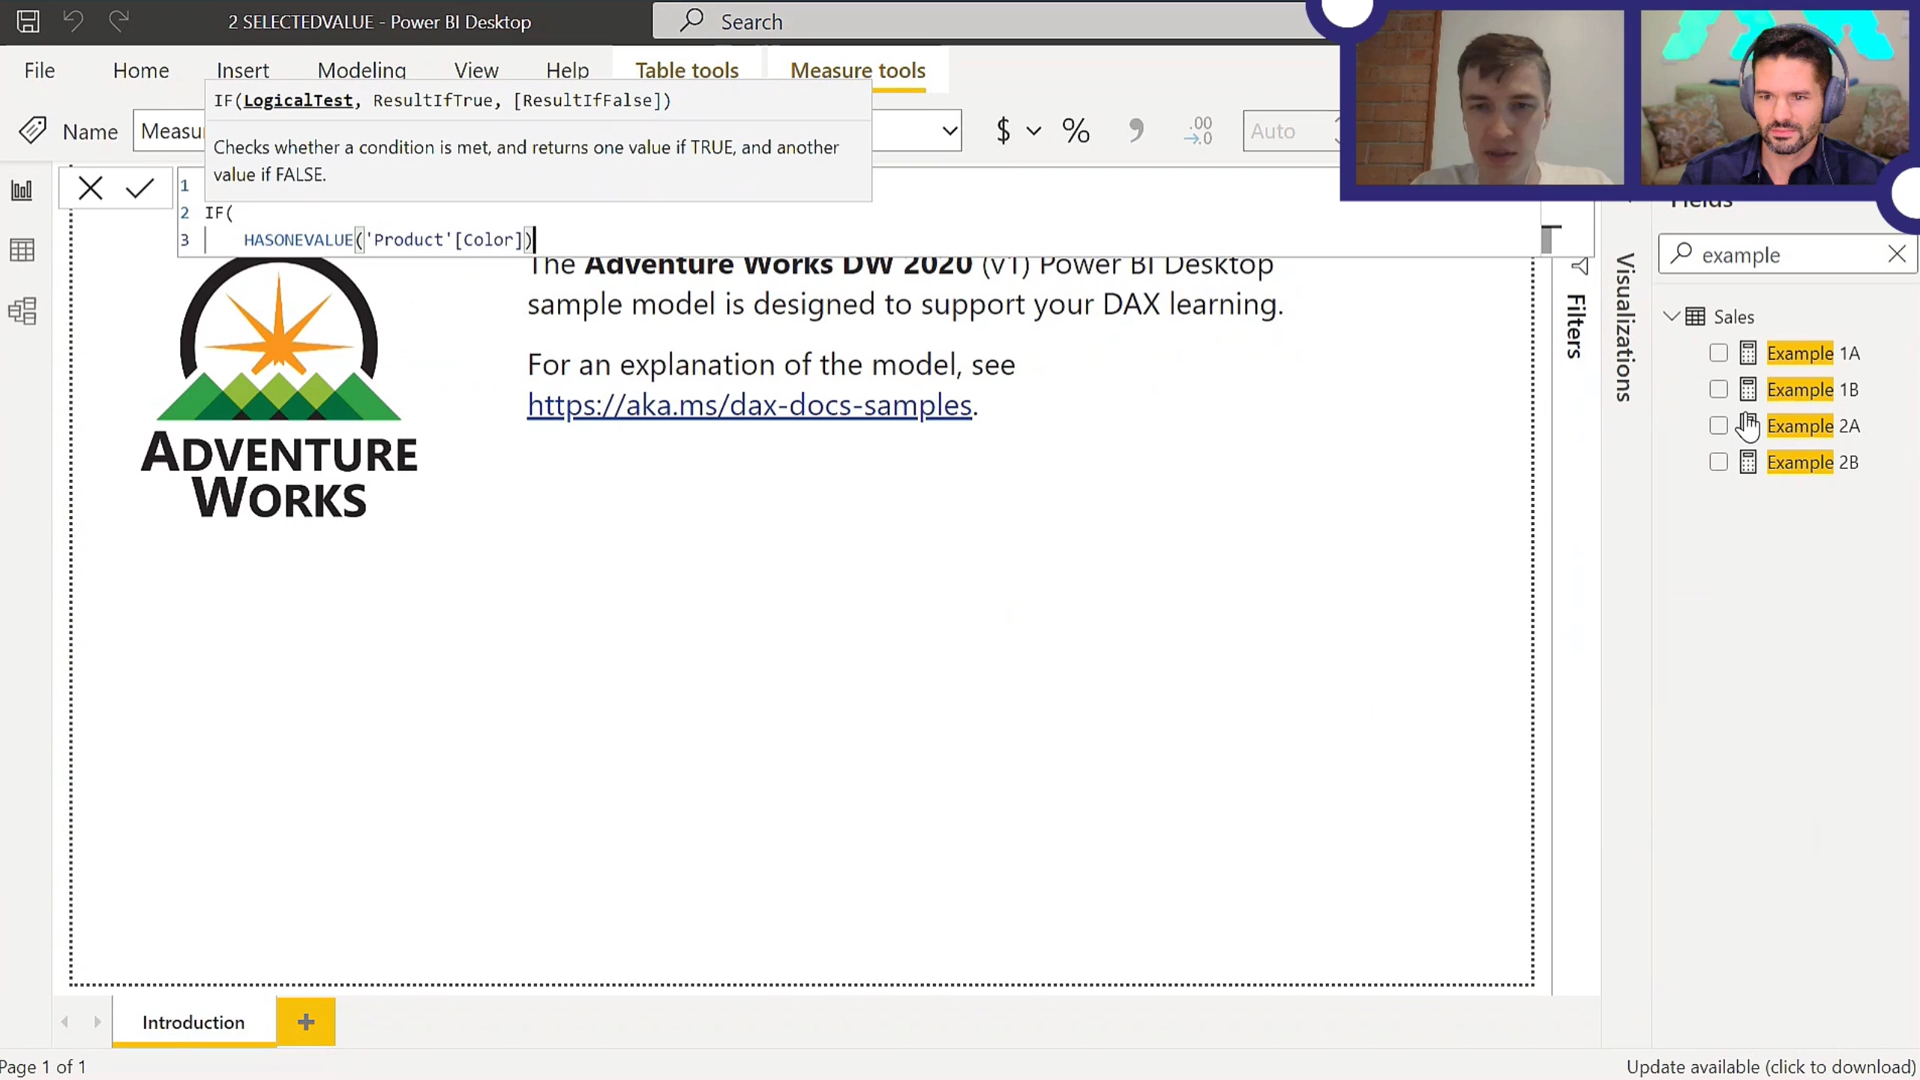 2 SELECTEDVALUE - Power BI Desktop
Search
File
Home
Insert
Modeling
View
Help
Table tools
Measure tools
Name
Measu
IF(LogicalTest, ResultIfTrue, [ResultIfFalse])
Checks whether a condition is met, and returns one value if TRUE, and another
value if FALSE.
$
%
.00
Auto
1
2 IF(
3 HASONEVALUE('Product'[Color])
The Adventure Works DW 2020 (v1) Power BI Desktop
sample model is designed to support your DAX learning.
For an explanation of the model, see
https://aka.ms/dax-docs-samples.
ADVENTURE
WORKS
Filters
Visualizations
Fields
example
Sales
Example 1A
Example 1B
Example 2A
Example 2B
Introduction
Page 1 of 1
Update available (click to download)